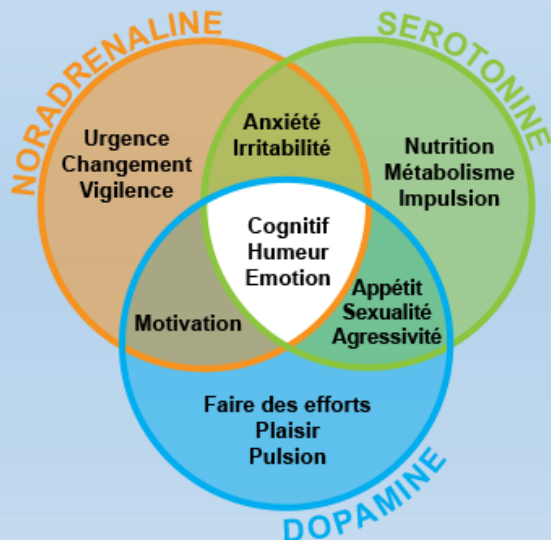 NORADRENALINE
SEROTONINE
Urgence
Changement
Vigilence
Anxiété
Irritabilité
Nutrition
Métabolisme
Impulsion
Cognitif
Humeur
Emotion
Motivation
Appétit
Sexualité
Agressivité
Faire des efforts
Plaisir
Pulsion
DOPAMINE